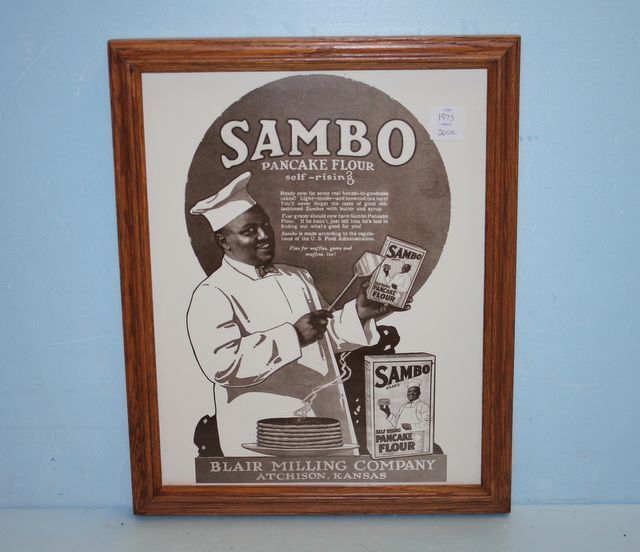 SAMBO
PANCAKE FLOUR
self-rising
1973
200c
Ready now for some real honest-to-goodness
cakes! Light—tender—and browned to a turn!
You'll never forget the taste of good old-
fashioned Sambos with butter and syrup.
Your grocer should now have Sambo Pancake
Flour. If he hasn't, just tell him he's late in
finding out what's good for you!
Sambo is made according to the regula-
tions of the U. S. Food Administration.
Fine for waffles, gems and
muffins, too!
SAMBO
PANCAKE
FLOUR
SAMBO
BRAND
SELF RISING
PANCAKE
FLOUR
BLAIR MILLING COMPANY
ATCHISON, KANSAS